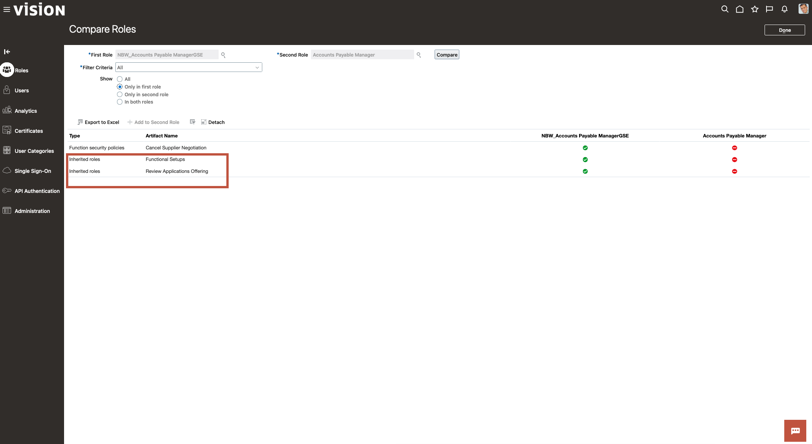 vision
Compare Roles
Done
*First Role NBW_Accounts Payable ManagerGSE *Second Role Accounts Payable Manager Compare
*Filter Criteria All
Show All
Only in first role
Only in second role
In both roles
Export to Excel Add to Second Role Detach
Type Artifact Name NBW_Accounts Payable ManagerGSE Accounts Payable Manager
Function security policies Cancel Supplier Negotiation
Inherited roles Functional Setups
Inherited roles Review Applications Offering
Roles
Users
Analytics
Certificates
User Categories
Single Sign-On
API Authentication
Administration